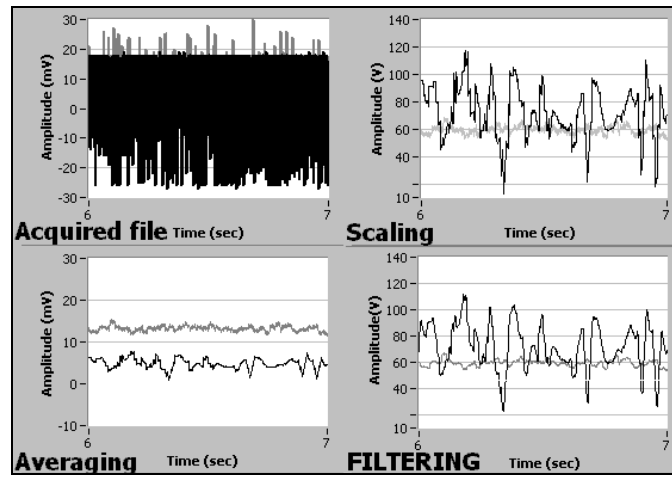 Amplitude (mV)
30
20
10
0
-10
-20
-30
6
7
Acquired file
Time (sec)
Amplitude (V)
140
120
100
80
60
40
10
6
7
Scaling
Time (sec)
Amplitude (mV)
30
20
10
0
-10
6
7
Averaging
Time (sec)
Amplitude(V)
140
120
100
80
60
40
10
6
7
FILTERING
Time (sec)